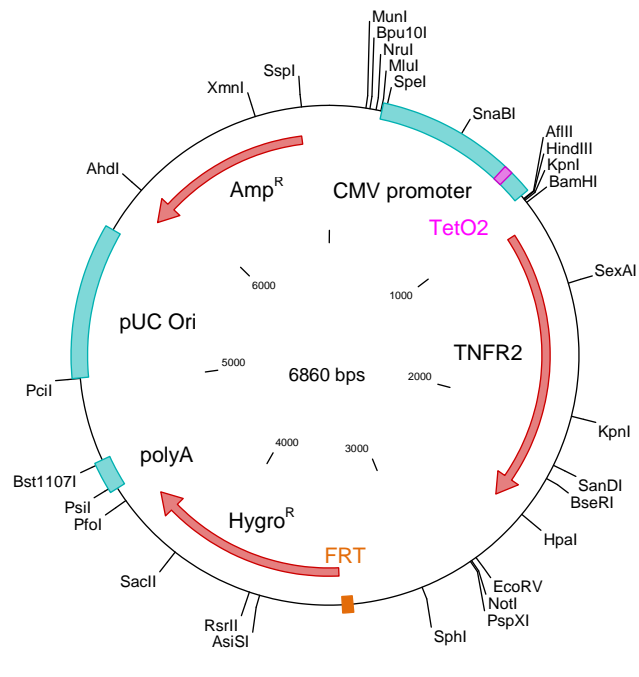 MunI
Bpu10I
NruI
MluI
SpeI
SspI
XmnI
SnaBI
AflII
HindIII
KpnI
BamHI
AhdI
AmpR
CMV promoter
TetO2
SexAI
6000
1000
pUC Ori
TNFR2
5000
6860 bps
2000
PciI
KpnI
4000
3000
polyA
Bst1107I
SanDI
BseRI
PsiI
PfoI
HygroR
HpaI
FRT
SacII
EcoRV
NotI
PspXI
RsrII
AsiSI
SphI